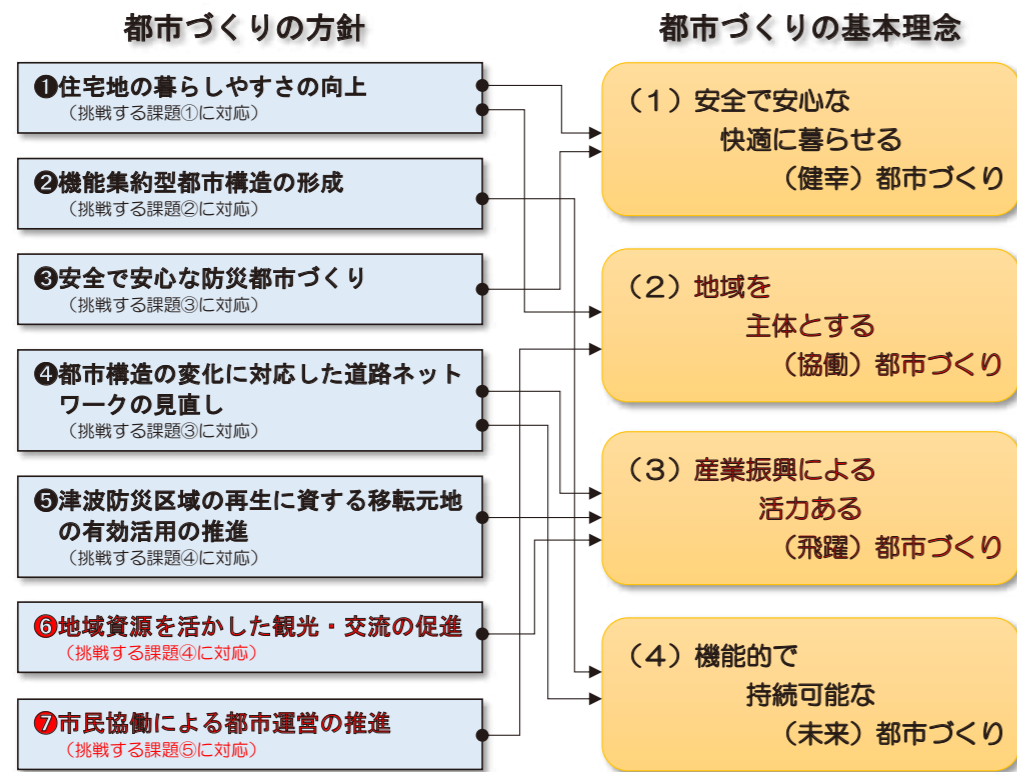 都市づくりの方針
❶住宅地の暮らしやすさの向上
（挑戦する課題①に対応）
❷機能集約型都市構造の形成
（挑戦する課題②に対応）
❸安全で安心な防災都市づくり
（挑戦する課題③に対応）
❹都市構造の変化に対応した道路ネット
ワークの見直し
（挑戦する課題③に対応）
❺津波防災区域の再生に資する移転元地
の有効活用の推進
（挑戦する課題④に対応）
❻地域資源を活かした観光・交流の促進
（挑戦する課題④に対応）
❼市民協働による都市運営の推進
（挑戦する課題⑤に対応）
都市づくりの基本理念
（1）安全で安心な
快適に暮らせる
（健幸）都市づくり
（2）地域を
主体とする
（協働）都市づくり
（3）産業振興による
活力ある
（飛躍）都市づくり
（4）機能的で
持続可能な
（未来）都市づくり